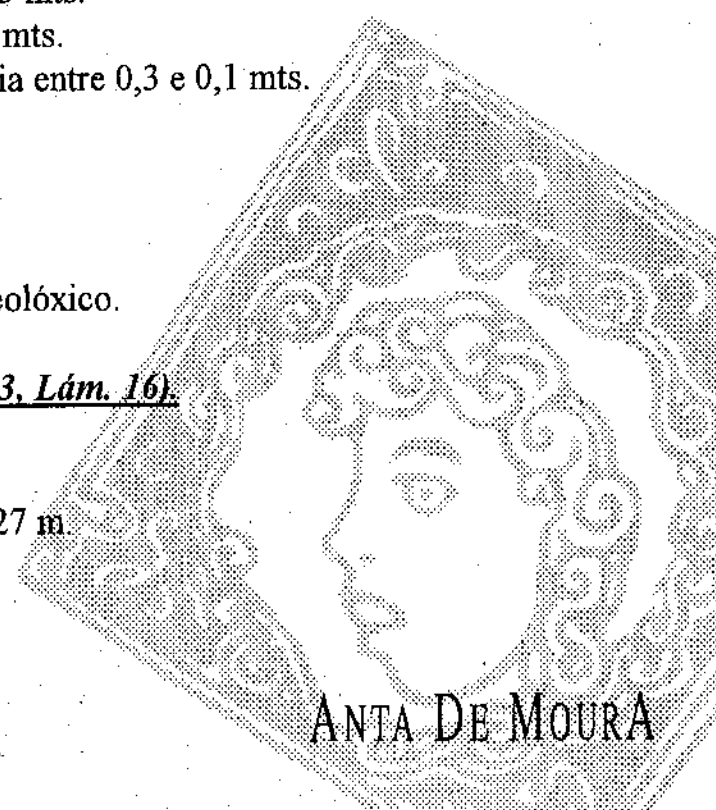 mts.
mts.
ia entre 0,3 e 0,1 mts.
eolóxico.
3, Lám. 16).
27 m.
ANTA DE MOURA